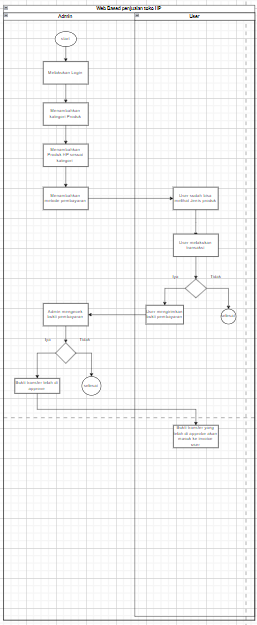 Web Based penjualan toko HP
Admin
User
start
Melakukan Login
Menambahkan
kategori Produk
Menambahkan
Produk HP sesuai
kategori
Menambahkan
metode pembayaran
User sudah bisa
melihat jenis produk
User melakukan
transaksi
Iya
Tidak
User mengirimkan
bukti pembayaran
selesai
Admin mengecek
bukti pembayaran
Iya
Tidak
Bukti transfer telah di
approve
selesai
Bukti transfer yang
telah di approve akan
masuk ke invoice
user